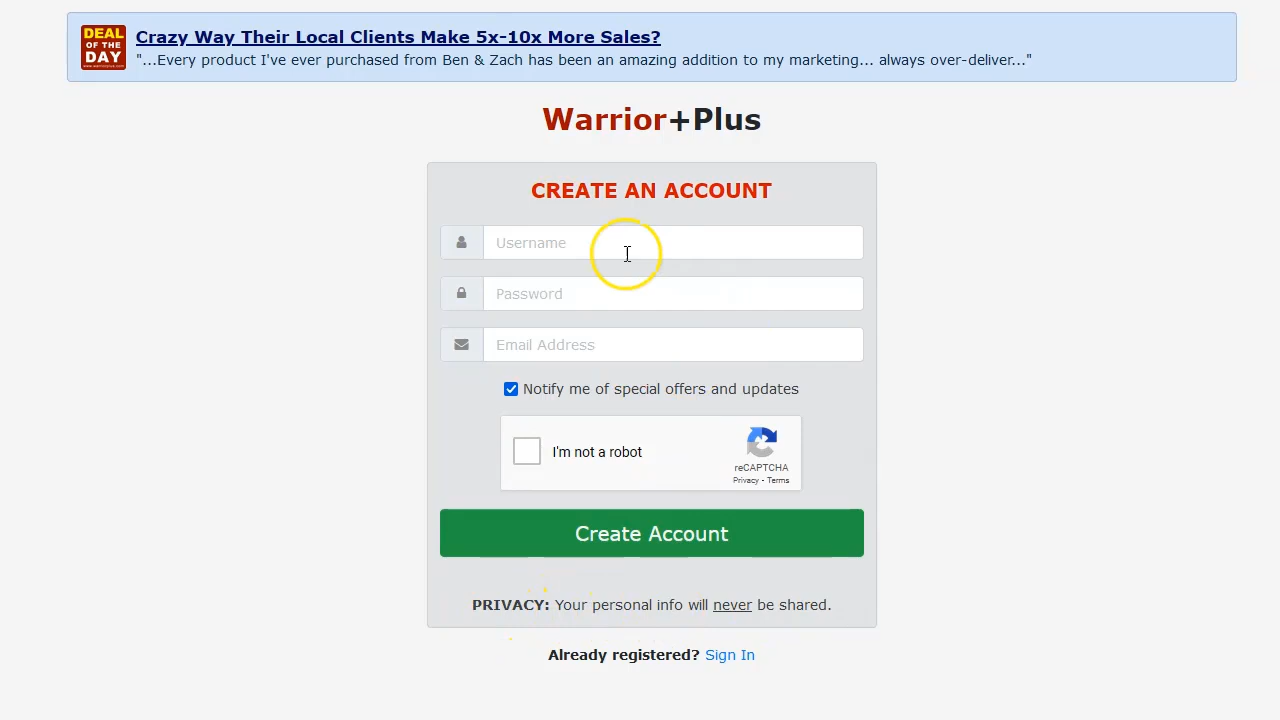 DEAL
OF THE
DAY
www.warriorplus.com
Crazy Way Their Local Clients Make 5x-10x More Sales?
"...Every product I've ever purchased from Ben & Zach has been an amazing addition to my marketing... always over-deliver..."
Warrior+Plus
CREATE AN ACCOUNT
Username
Password
Email Address
Notify me of special offers and updates
I'm not a robot
reCAPTCHA
Privacy - Terms
Create Account
PRIVACY: Your personal info will never be shared.
Already registered? Sign In